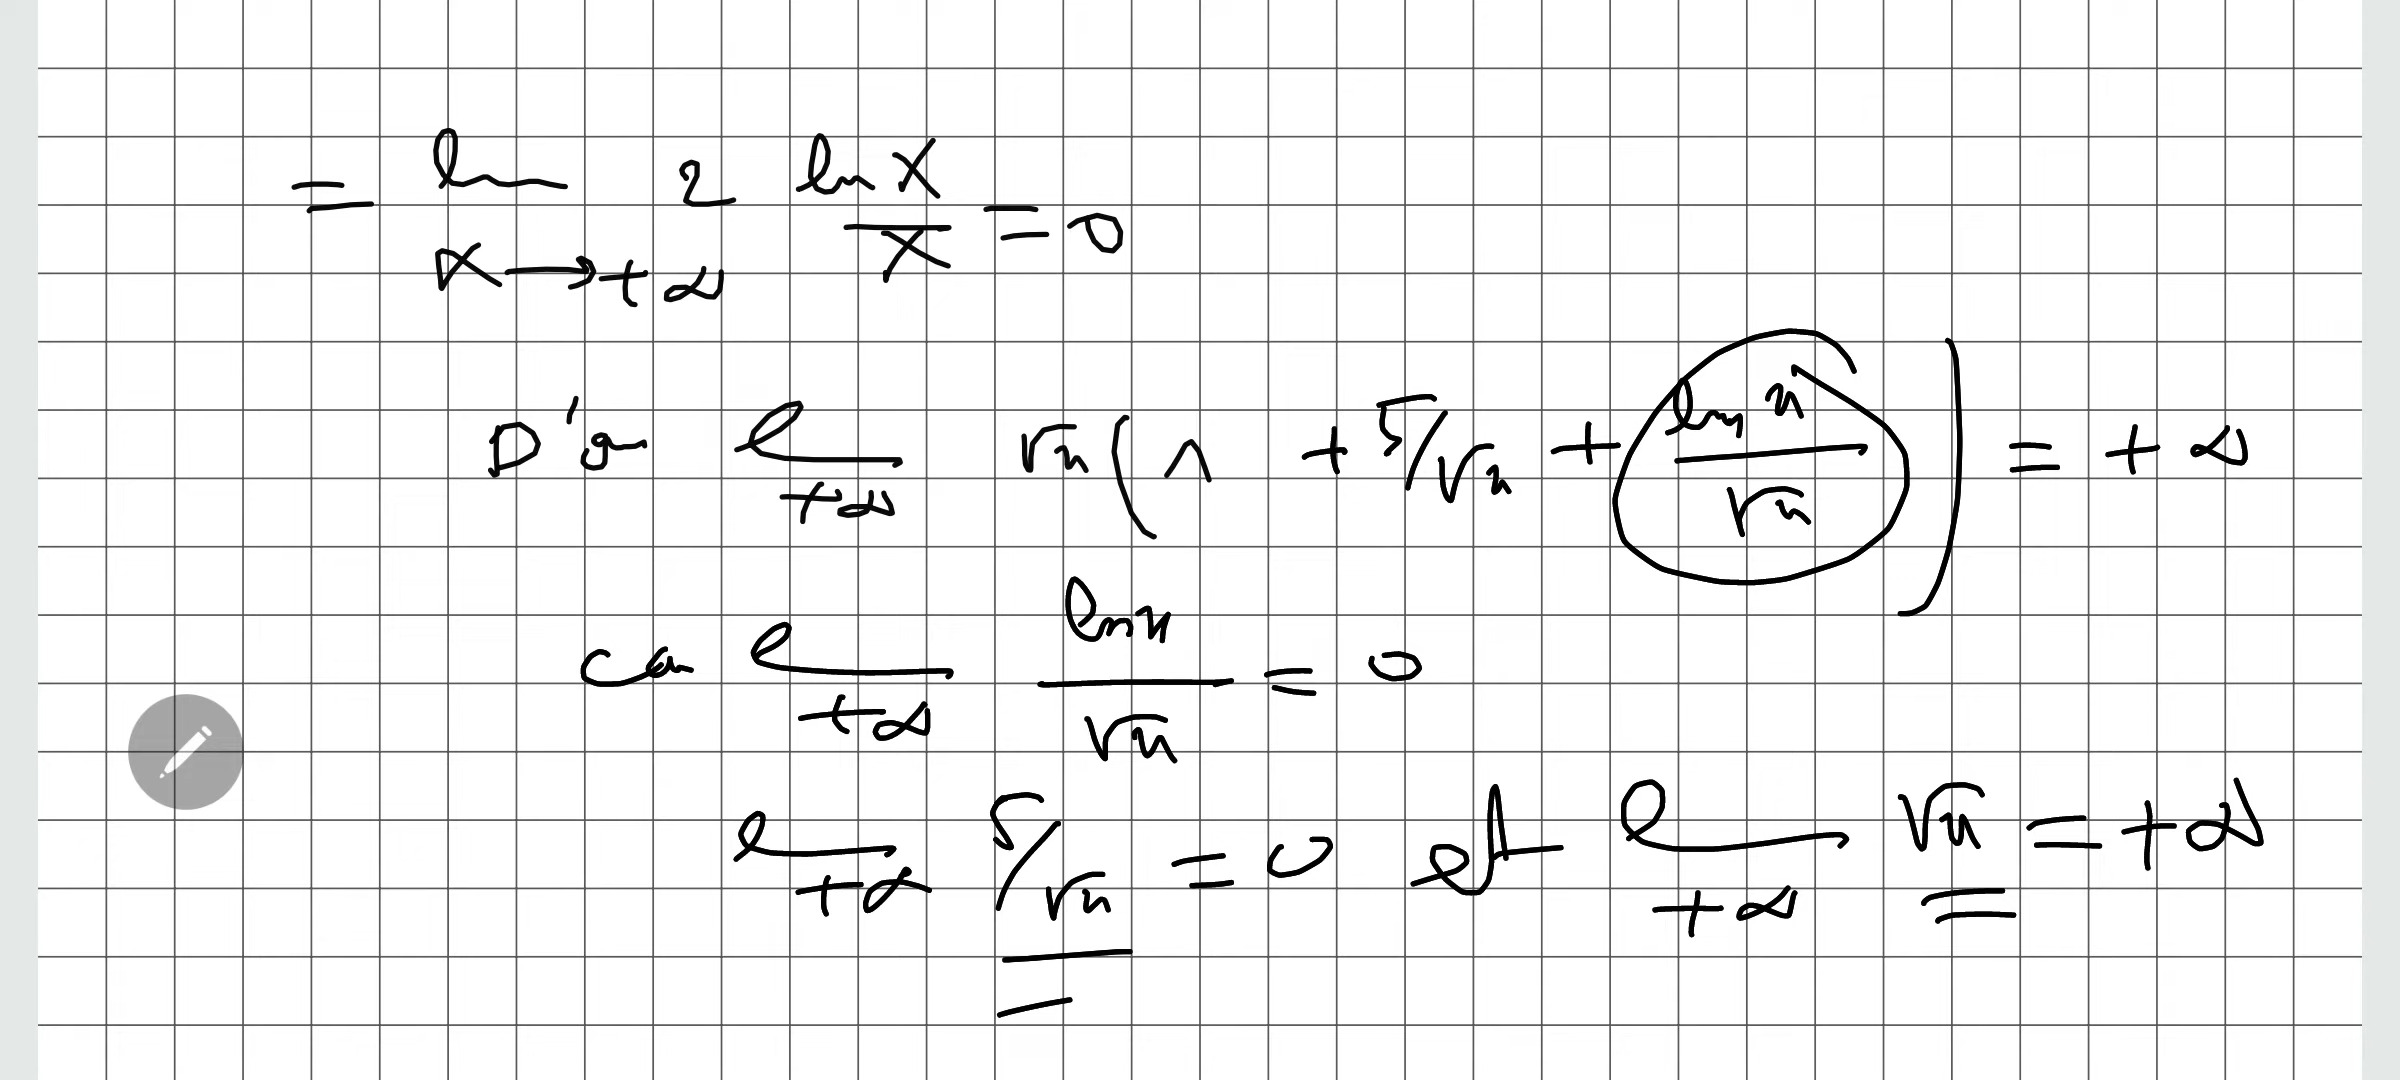 = lim 2 ln X / X = 0
X → +∞
D'où lim +∞ √x (1 + 5/√x + ln x / √x) = +∞
Car lim +∞ ln x / √x = 0
lim +∞ 5/√x = 0 et lim +∞ √x = +∞